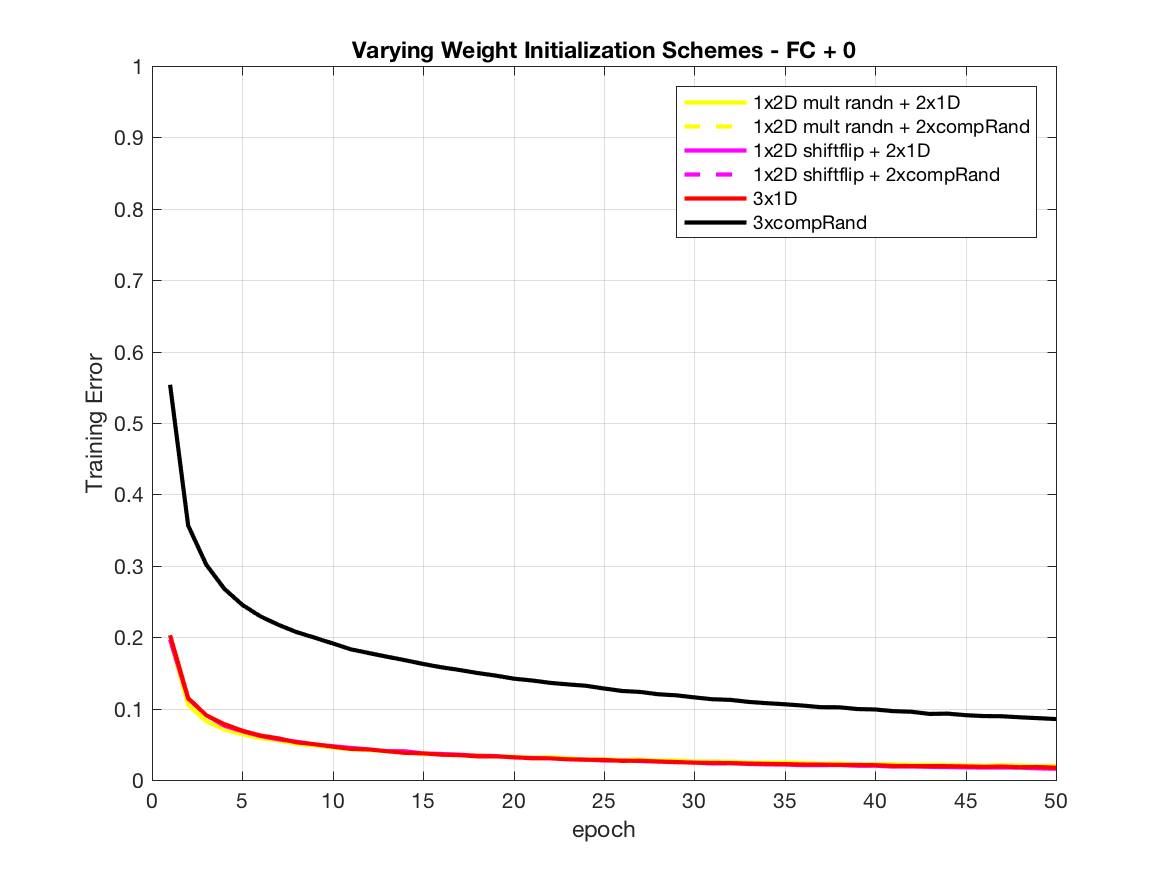 Varying Weight Initialization Schemes - FC + 0
1
0.9
0.8
0.7
0.6
0.5
0.4
0.3
0.2
0.1
0
Training Error
1x2D mult randn + 2x1D
1x2D mult randn + 2xcompRand
1x2D shiftflip + 2x1D
1x2D shiftflip + 2xcompRand
3x1D
3xcompRand
0 5 10 15 20 25 30 35 40 45 50
epoch